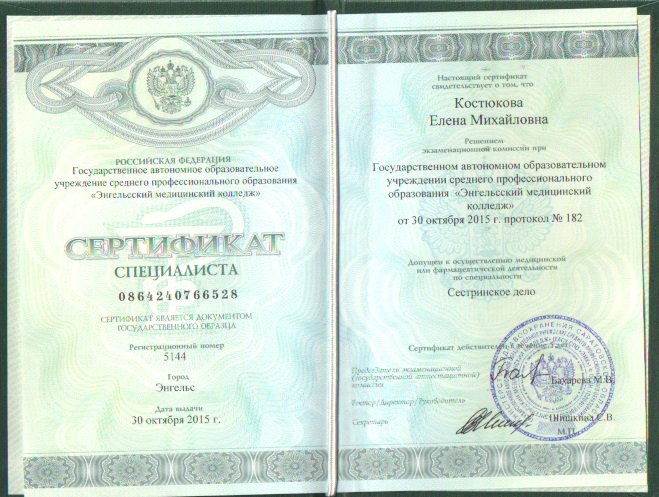 РОССИЙСКАЯ ФЕДЕРАЦИЯ
Государственное автономное образовательное
учреждение среднего профессионального образования
«Энгельсский медицинский колледж»
СЕРТИФИКАТ
СПЕЦИАЛИСТА
0864240766528
СЕРТИФИКАТ ЯВЛЯЕТСЯ ДОКУМЕНТОМ
ГОСУДАРСТВЕННОГО ОБРАЗЦА
Регистрационный номер
5144
Город
Энгельс
Дата выдачи
30 октября 2015 г.
Настоящий сертификат
свидетельствует о том, что
Костюкова
Елена Михайловна
Решением
экзаменационной комиссии при
Государственном автономном образовательном
учреждении среднего профессионального
образования «Энгельсский медицинский
колледж»
от 30 октября 2015 г. протокол № 182
Допущен к осуществлению медицинской
или фармацевтической деятельности
по специальности
Сестринское дело
Сертификат действителен в течение 5 лет
Председатель экзаменационной
(государственной аттестационной)
комиссии
Бахарева М.В.
Ректор/Директор/Руководитель
Секретарь
Шишкина С.В.
М.П.